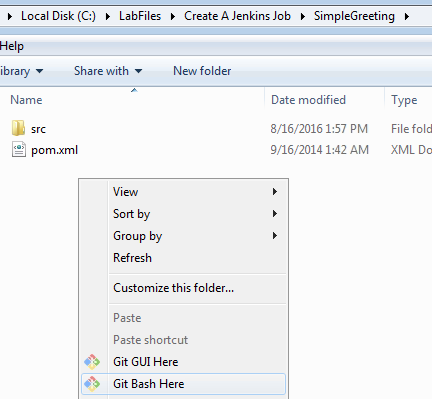 Local Disk (C:) LabFiles Create A Jenkins Job SimpleGreeting
Help
ibrary Share with New folder
Name Date modified Type
src 8/16/2016 1:57 PM File fold
pom.xml 9/16/2014 1:42 AM XML Do
View
Sort by
Group by
Refresh
Customize this folder...
Paste
Paste shortcut
Git GUI Here
Git Bash Here